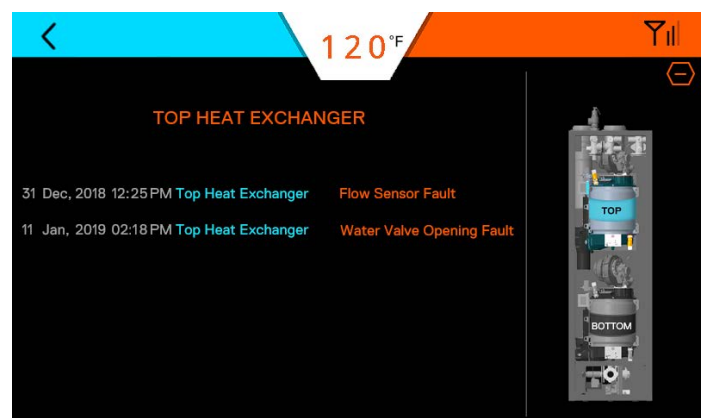 120°F
TOP HEAT EXCHANGER
31 Dec, 2018 12:25 PM Top Heat Exchanger Flow Sensor Fault
11 Jan, 2019 02:18 PM Top Heat Exchanger Water Valve Opening Fault
TOP
BOTTOM